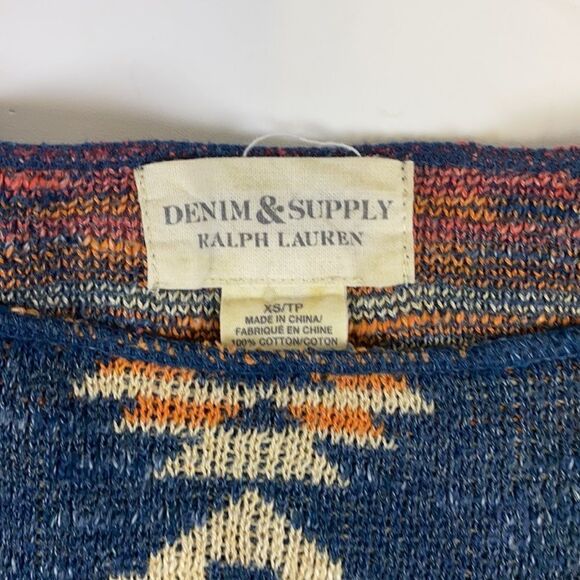 DENIM & SUPPLY
RALPH LAUREN
XS/TP
MADE IN CHINA/
FABRIQUÉ EN CHINE
100% COTTON/COTON